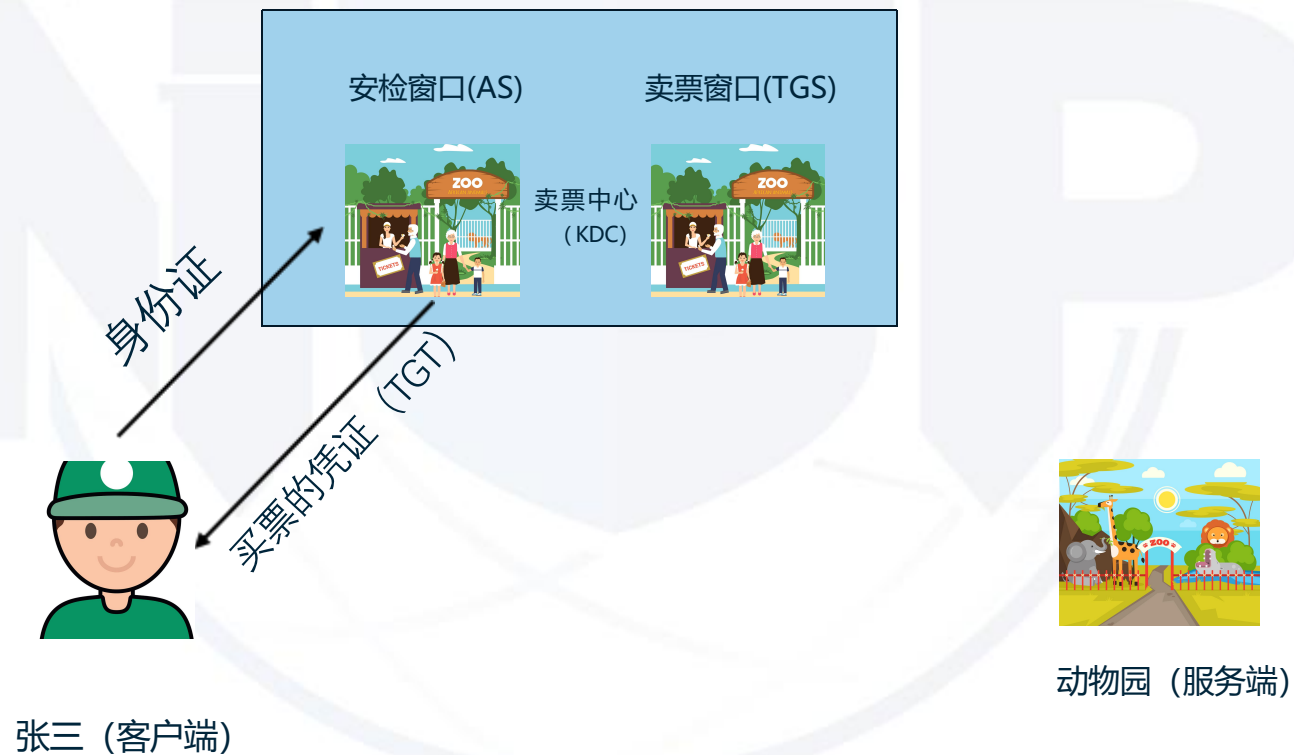 安检窗口(AS)
卖票窗口(TGS)
ZOO
TICKETS
卖票中心
(KDC)
ZOO
TICKETS
身份证
买票的凭证（TGT）
ZOO
动物园（服务端）
张三（客户端）